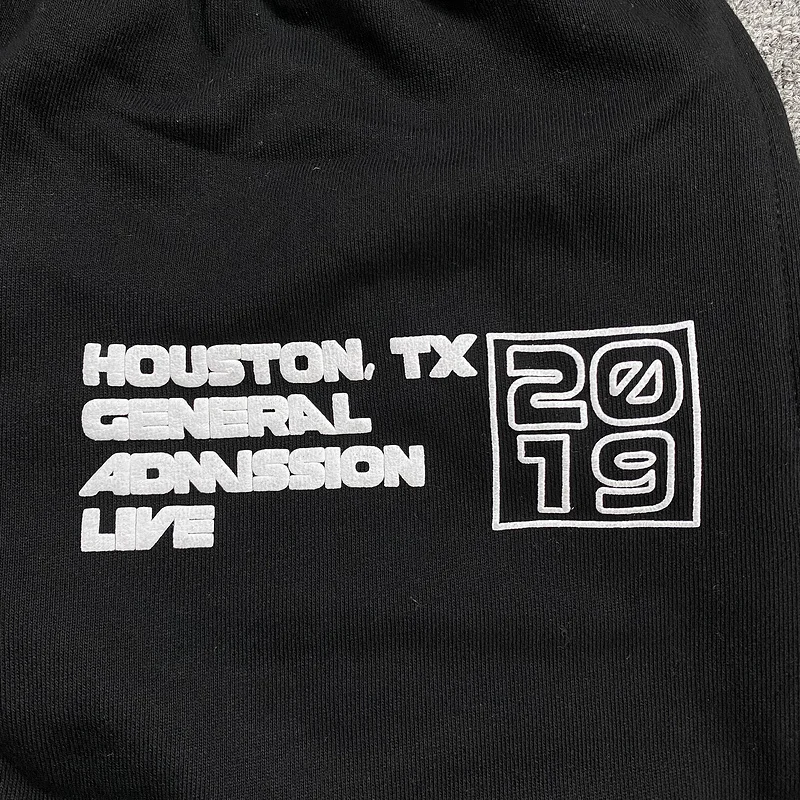 HOUSTON, TX
GENERAL
ADMISSION
LIVE
20
19